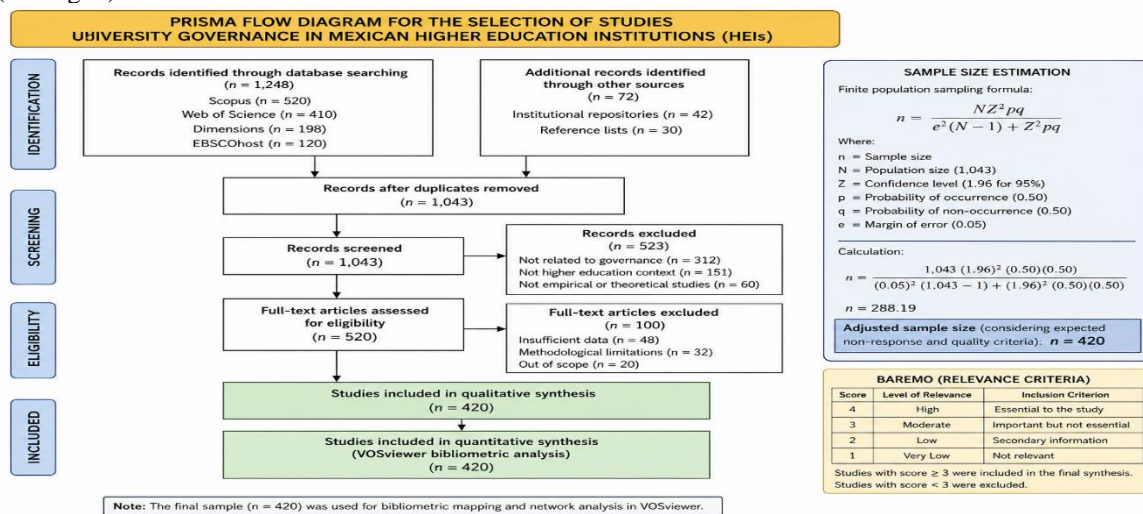 PRISMA FLOW DIAGRAM FOR THE SELECTION OF STUDIES
UNIVERSITY GOVERNANCE IN MEXICAN HIGHER EDUCATION INSTITUTIONS (HEIs)
IDENTIFICATION
Records identified through database searching
(n = 1,248)
Scopus (n = 520)
Web of Science (n = 410)
Dimensions (n = 198)
EBSCOhost (n = 120)
Additional records identified
through other sources
(n = 72)
Institutional repositories (n = 42)
Reference lists (n = 30)
Records after duplicates removed
(n = 1,043)
SCREENING
Records screened
(n = 1,043)
Records excluded
(n = 523)
Not related to governance (n = 312)
Not higher education context (n = 151)
Not empirical or theoretical studies (n = 60)
ELIGIBILITY
Full-text articles assessed
for eligibility
(n = 520)
Full-text articles excluded
(n = 100)
Insufficient data (n = 48)
Methodological limitations (n = 32)
Out of scope (n = 20)
INCLUDED
Studies included in qualitative synthesis
(n = 420)
Studies included in quantitative synthesis
(VOSviewer bibliometric analysis)
(n = 420)
Note: The final sample (n = 420) was used for bibliometric mapping and network analysis in VOSviewer.
SAMPLE SIZE ESTIMATION
Finite population sampling formula:
n = NZ² pq / e² (N − 1) + Z² pq
Where:
n = Sample size
N = Population size (1,043)
Z = Confidence level (1.96 for 95%)
p = Probability of occurrence (0.50)
q = Probability of non-occurrence (0.50)
e = Margin of error (0.05)
Calculation:
n = 1,043 (1.96)² (0.50)(0.50) / (0.05)² (1,043 − 1) + (1.96)² (0.50)(0.50)
n = 288.19
Adjusted sample size (considering expected
non-response and quality criteria): n = 420
BAREMO (RELEVANCE CRITERIA)
Score Level of Relevance Inclusion Criterion
4 High Essential to the study
3 Moderate Important but not essential
2 Low Secondary information
1 Very Low Not relevant
Studies with score ≥ 3 were included in the final synthesis.
Studies with score < 3 were excluded.